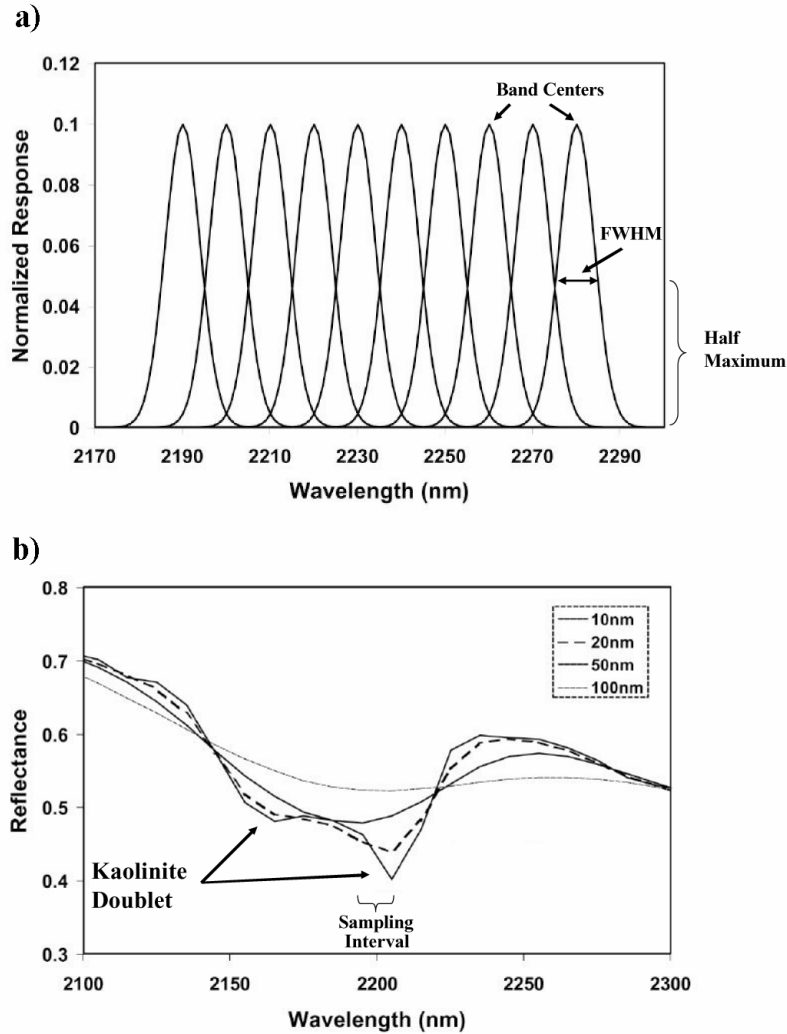 a)
0.12
0.1
0.08
0.06
0.04
0.02
0
Normalized Response
Band Centers
FWHM
Half
Maximum
2170
2190
2210
2230
2250
2270
2290
Wavelength (nm)
b)
0.8
0.7
0.6
0.5
0.4
0.3
Reflectance
10nm
20nm
50nm
100nm
Kaolinite
Doublet
Sampling
Interval
2100
2150
2200
2250
2300
Wavelength (nm)